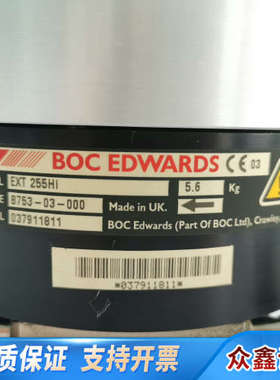 BOC EDWARDS CE 03
L EXT 255HI 5.6 Kg
E B753-03-000 Made in UK.
L 037911811 BOC Edwards (Part Of BOC Ltd), Crawley,
*037911811*
质保证 支持开票 众鑫